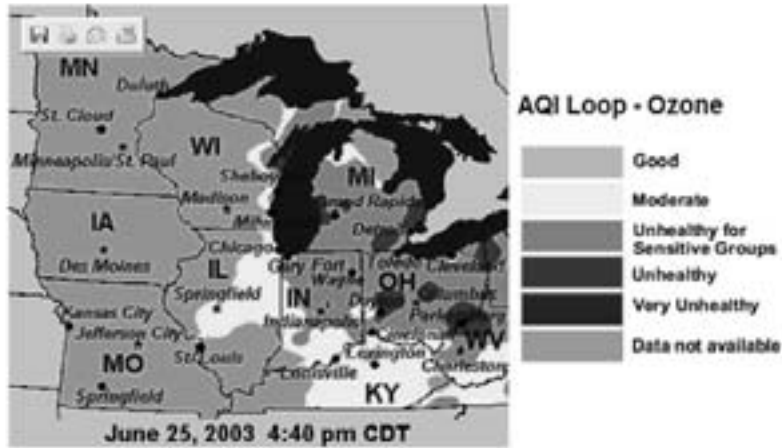 MN
Duluth
St. Cloud
Minneapolis/St. Paul
WI
Madison
MI
Grand Rapids
IA
Des Moines
Chicago
IL
Springfield
Gary Fort
Wayne
IN
Indianapolis
Toledo
Cleveland
OH
Dayton
Columbus
Kansas City
Jefferson City
MO
St. Louis
Springfield
Louisville
Lexington
KY
WV
Charleston
June 25, 2003 4:40 pm CDT
AQI Loop - Ozone
Good
Moderate
Unhealthy for
Sensitive Groups
Unhealthy
Very Unhealthy
Data not available